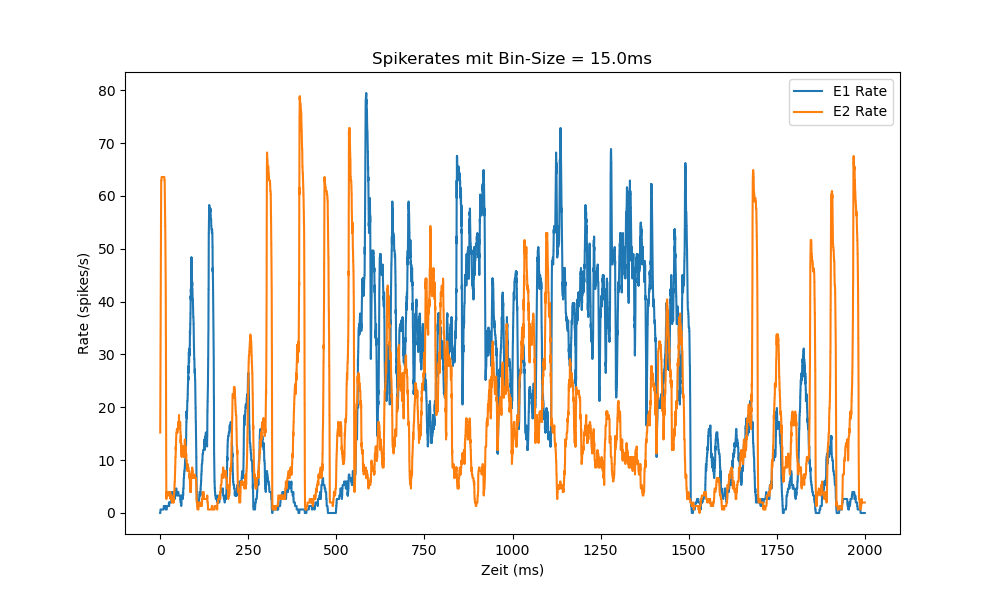 Spikerates mit Bin-Size = 15.0ms
E1 Rate
E2 Rate
80
70
60
50
40
30
20
10
0
Rate (spikes/s)
0 250 500 750 1000 1250 1500 1750 2000
Zeit (ms)